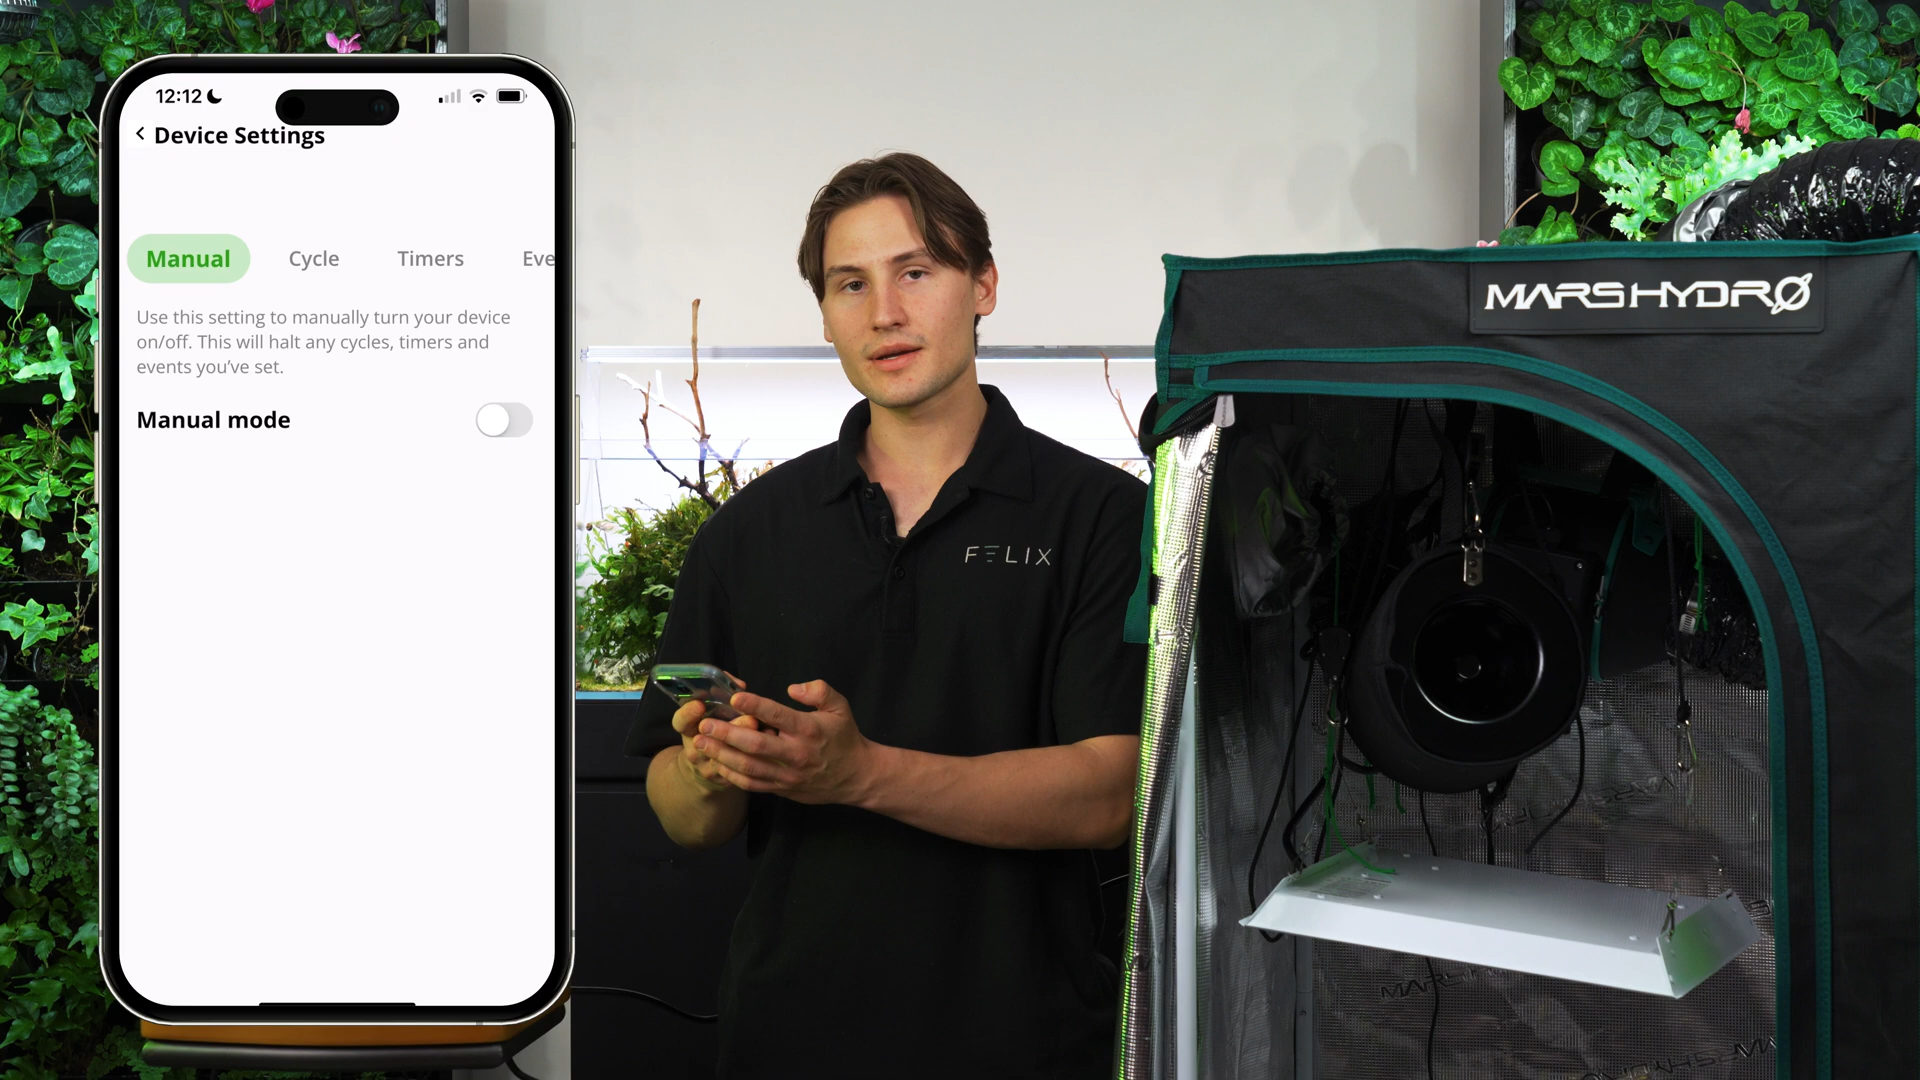 12:12
Device Settings
Manual Cycle Timers Eve
Use this setting to manually turn your device
on/off. This will halt any cycles, timers and
events you’ve set.
Manual mode
FELIX
MARSHYDRO